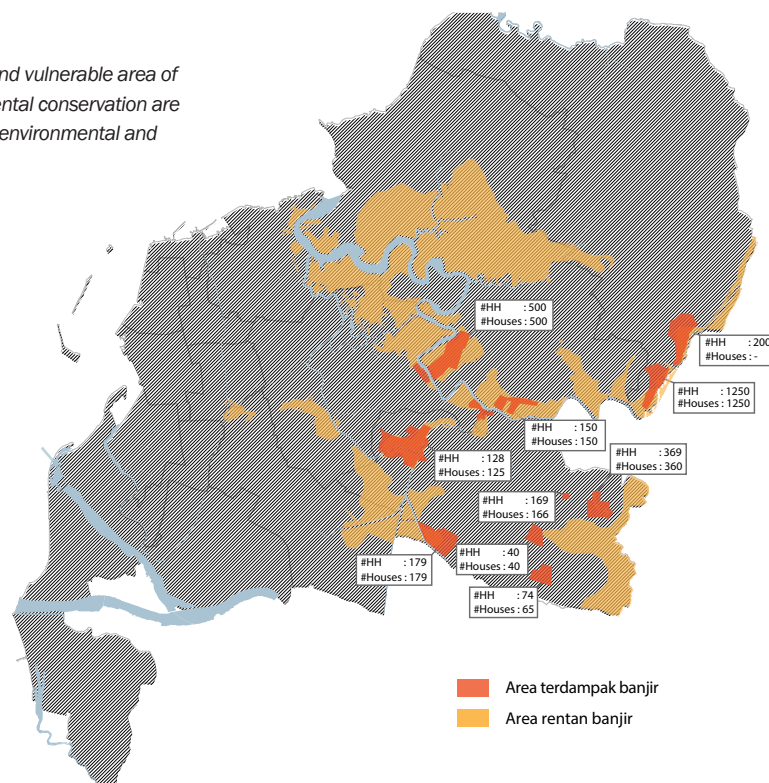 nd vulnerable area of
ental conservation are
environmental and
#HH : 500
#Houses : 500
#HH : 200
#Houses : -
#HH : 1250
#Houses : 1250
#HH : 150
#Houses : 150
#HH : 369
#Houses : 360
#HH : 128
#Houses : 125
#HH : 169
#Houses : 166
#HH : 179
#Houses : 179
#HH : 40
#Houses : 40
#HH : 74
#Houses : 65
Area terdampak banjir
Area rentan banjir